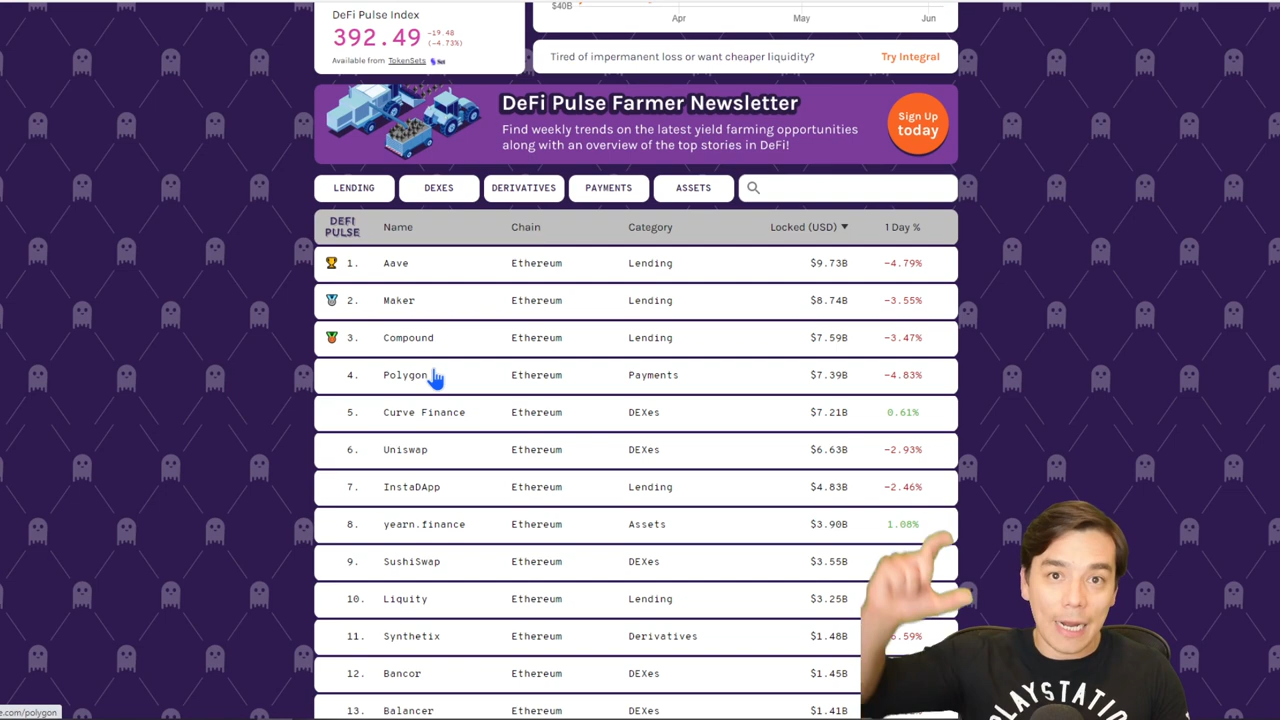 DeFi Pulse Index
392.49
-19.48
(-4.73%)
Available from TokenSets
$40B
Apr May Jun
Tired of impermanent loss or want cheaper liquidity? Try Integral
DeFi Pulse Farmer Newsletter
Find weekly trends on the latest yield farming opportunities
along with an overview of the top stories in DeFi!
Sign Up
today
LENDING DEXES DERIVATIVES PAYMENTS ASSETS
DEFI
PULSE
Name Chain Category Locked (USD) ▼ 1 Day %
1. Aave Ethereum Lending $9.73B -4.79%
2. Maker Ethereum Lending $8.74B -3.55%
3. Compound Ethereum Lending $7.59B -3.47%
4. Polygon Ethereum Payments $7.39B -4.83%
5. Curve Finance Ethereum DEXes $7.21B 0.61%
6. Uniswap Ethereum DEXes $6.63B -2.93%
7. InstaDApp Ethereum Lending $4.83B -2.46%
8. yearn.finance Ethereum Assets $3.90B 1.08%
9. SushiSwap Ethereum DEXes $3.55B
10. Liquity Ethereum Lending $3.25B
11. Synthetix Ethereum Derivatives $1.48B .59%
12. Bancor Ethereum DEXes $1.45B
13. Balancer Ethereum DEXes $1.41B
PLAYSTATI
e.com/polygon